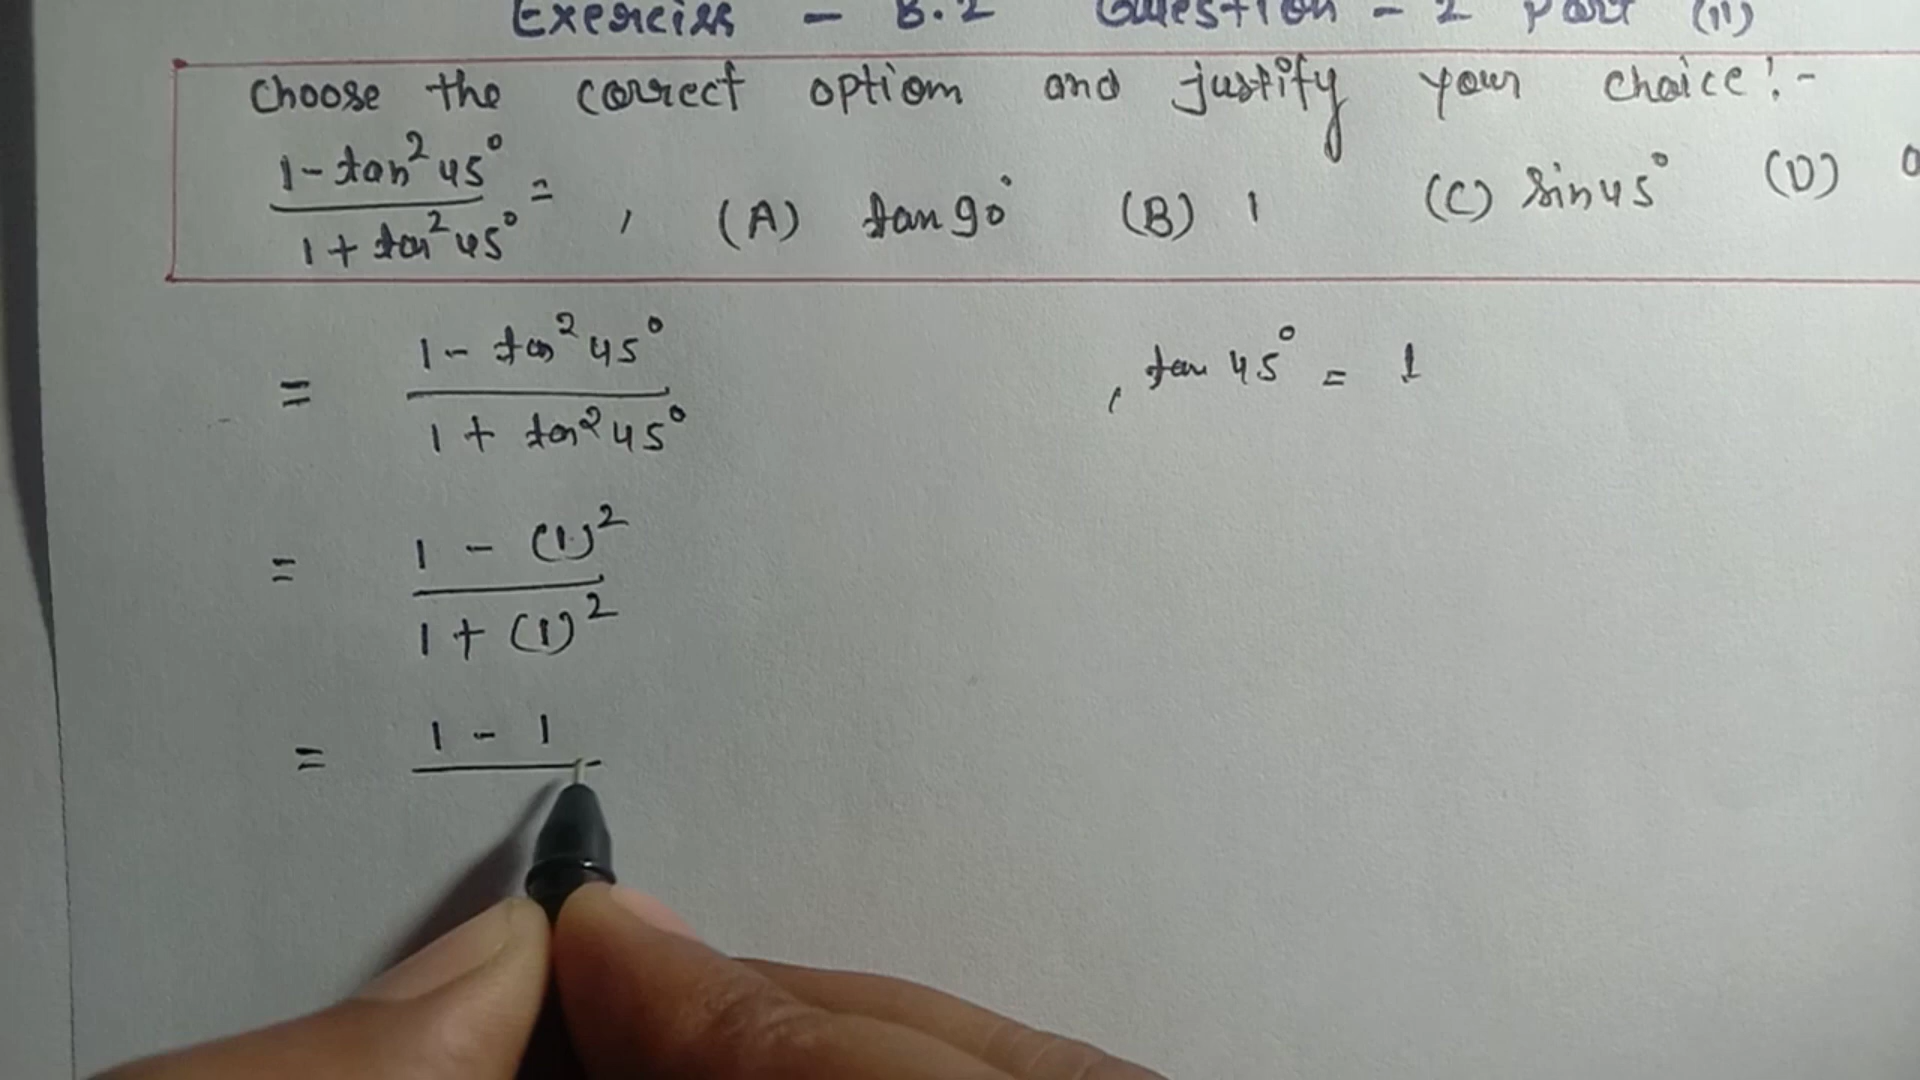 Exercise - 8.2 Question - 2 part (ii)
Choose the correct optiom and justify your choice:-
1 - tan² 45° / 1 + tan² 45° = , (A) tan 90° (B) 1 (C) sin 45° (D) 0
= 1 - tan² 45° / 1 + tan² 45° , tan 45° = 1
= 1 - (1)² / 1 + (1)²
= 1 - 1